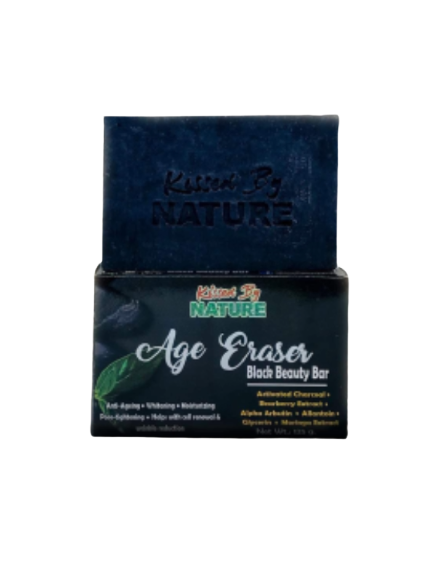 Kissed By
NATURE
Kissed By
NATURE
Age Eraser
Black Beauty Bar
Activated Charcoal •
Bearberry Extract •
Alpha Arbutin • Allantoin •
Glycerin • Moringa Extract
Anti-Ageing • Whitening • Moisturizing
Pore-tightening • Helps with cell renewal &
wrinkle reduction